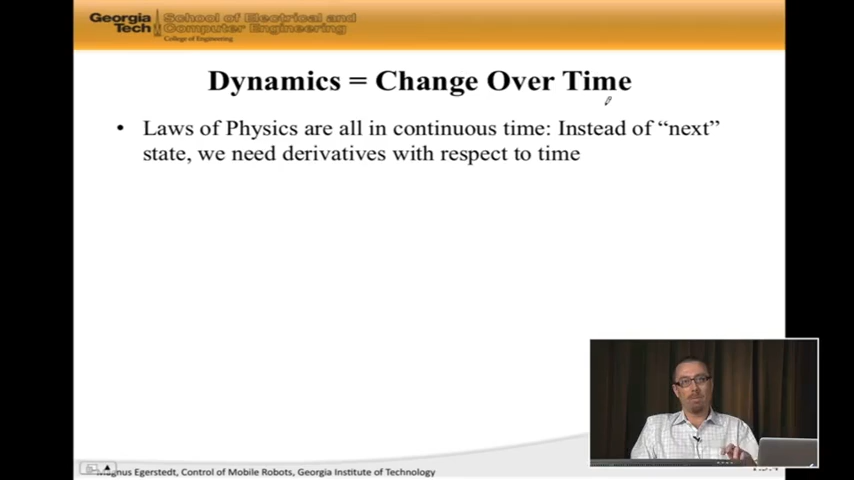 Georgia Tech
School of Electrical and Computer Engineering
College of Engineering
Dynamics = Change Over Time
• Laws of Physics are all in continuous time: Instead of “next”
state, we need derivatives with respect to time
Magnus Egerstedt, Control of Mobile Robots, Georgia Institute of Technology